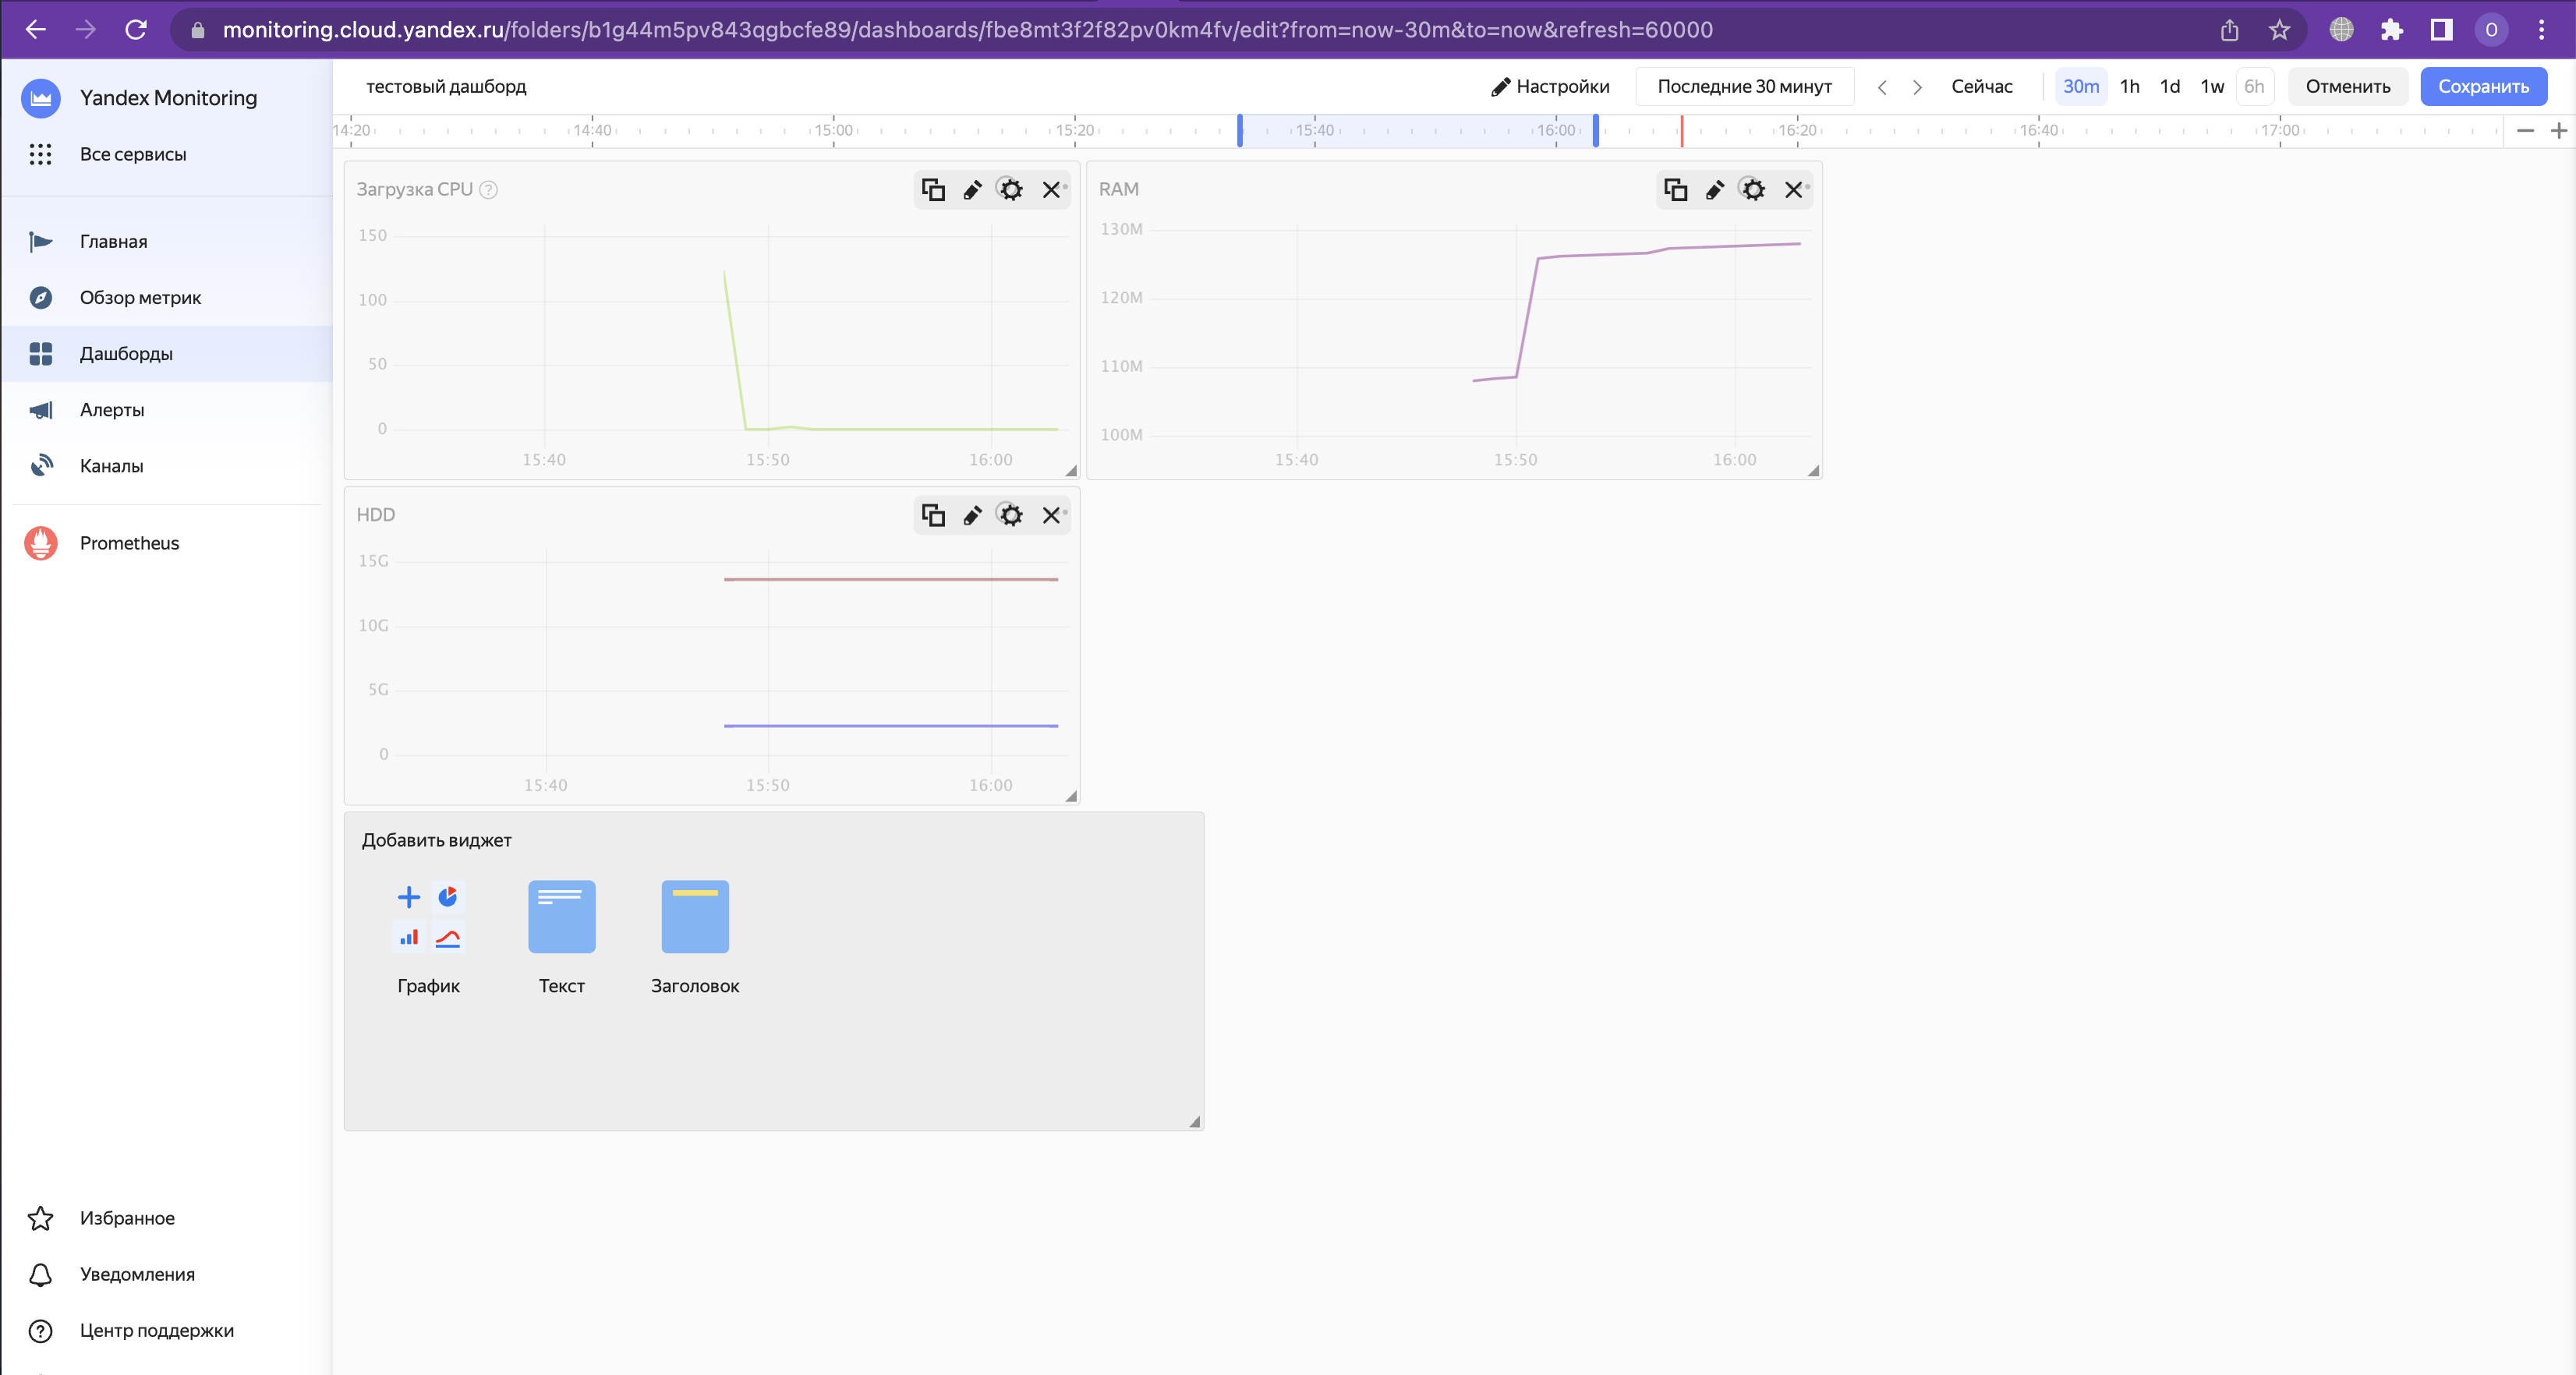 monitoring.cloud.yandex.ru/folders/b1g44m5pv843qgbcfe89/dashboards/fbe8mt3f2f82pv0km4fv/edit?from=now-30m&to=now&refresh=60000
O
Yandex Monitoring
Все сервисы
Главная
Обзор метрик
Дашборды
Алерты
Каналы
Prometheus
Избранное
Уведомления
Центр поддержки
тестовый дашборд
Настройки
Последние 30 минут
Сейчас
30m 1h 1d 1w 6h
Отменить
Сохранить
14:20 14:40 15:00 15:20 15:40 16:00 16:20 16:40 17:00
Загрузка CPU
150
100
50
0
15:40 15:50 16:00
RAM
130M
120M
110M
100M
15:40 15:50 16:00
HDD
15G
10G
5G
0
15:40 15:50 16:00
Добавить виджет
График Текст Заголовок